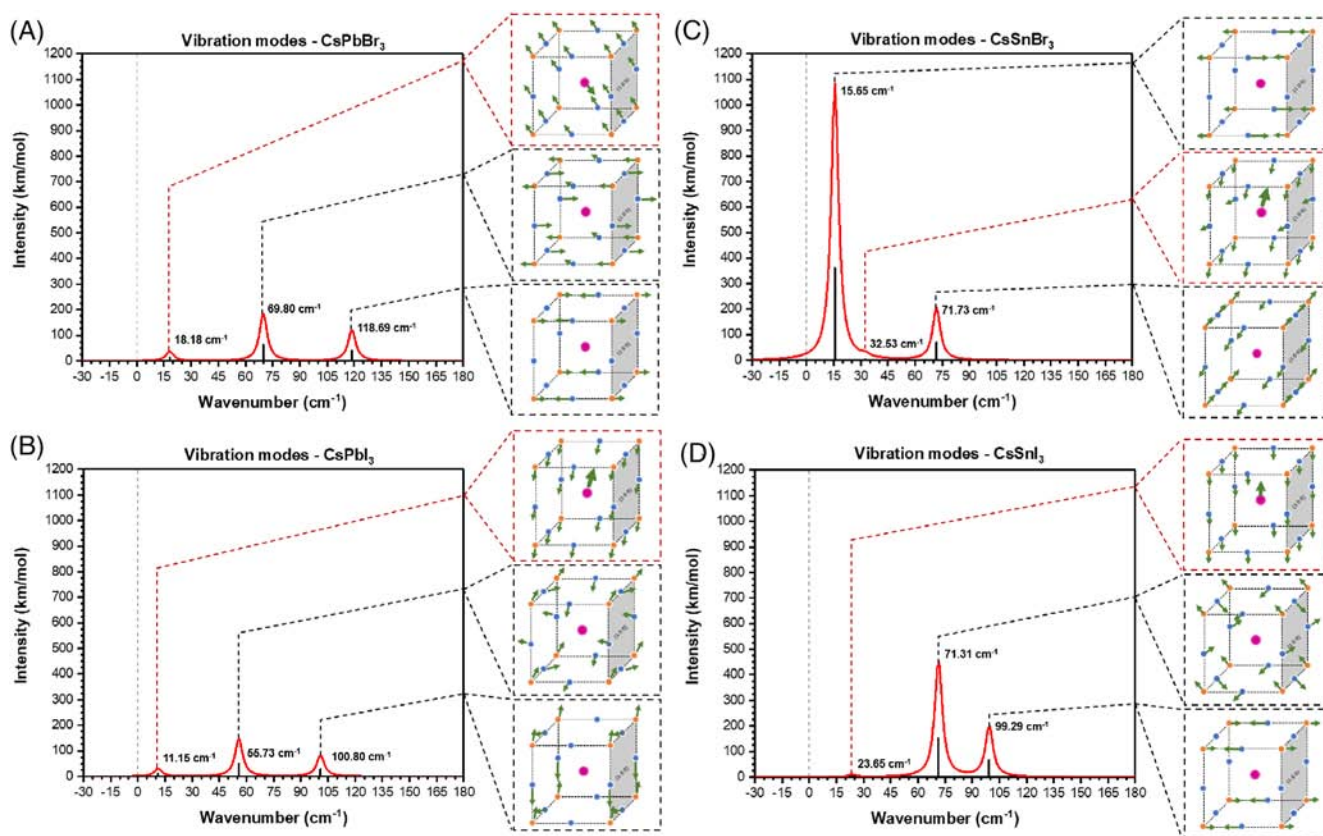 (A)
Vibration modes - CsPbBr₃
Intensity (km/mol)
1200
1100
1000
900
800
700
600
500
400
300
200
100
0
18.18 cm⁻¹
69.80 cm⁻¹
118.69 cm⁻¹
-30 -15 0 15 30 45 60 75 90 105 120 135 150 165 180
Wavenumber (cm⁻¹)
(C)
Vibration modes - CsSnBr₃
Intensity (km/mol)
1200
1100
1000
900
800
700
600
500
400
300
200
100
0
15.65 cm⁻¹
32.53 cm⁻¹
71.73 cm⁻¹
-30 -15 0 15 30 45 60 75 90 105 120 135 150 165 180
Wavenumber (cm⁻¹)
(B)
Vibration modes - CsPbI₃
Intensity (km/mol)
1200
1100
1000
900
800
700
600
500
400
300
200
100
0
11.15 cm⁻¹
55.73 cm⁻¹
100.80 cm⁻¹
-30 -15 0 15 30 45 60 75 90 105 120 135 150 165 180
Wavenumber (cm⁻¹)
(D)
Vibration modes - CsSnI₃
Intensity (km/mol)
1200
1100
1000
900
800
700
600
500
400
300
200
100
0
23.65 cm⁻¹
71.31 cm⁻¹
99.29 cm⁻¹
-30 -15 0 15 30 45 60 75 90 105 120 135 150 165 180
Wavenumber (cm⁻¹)